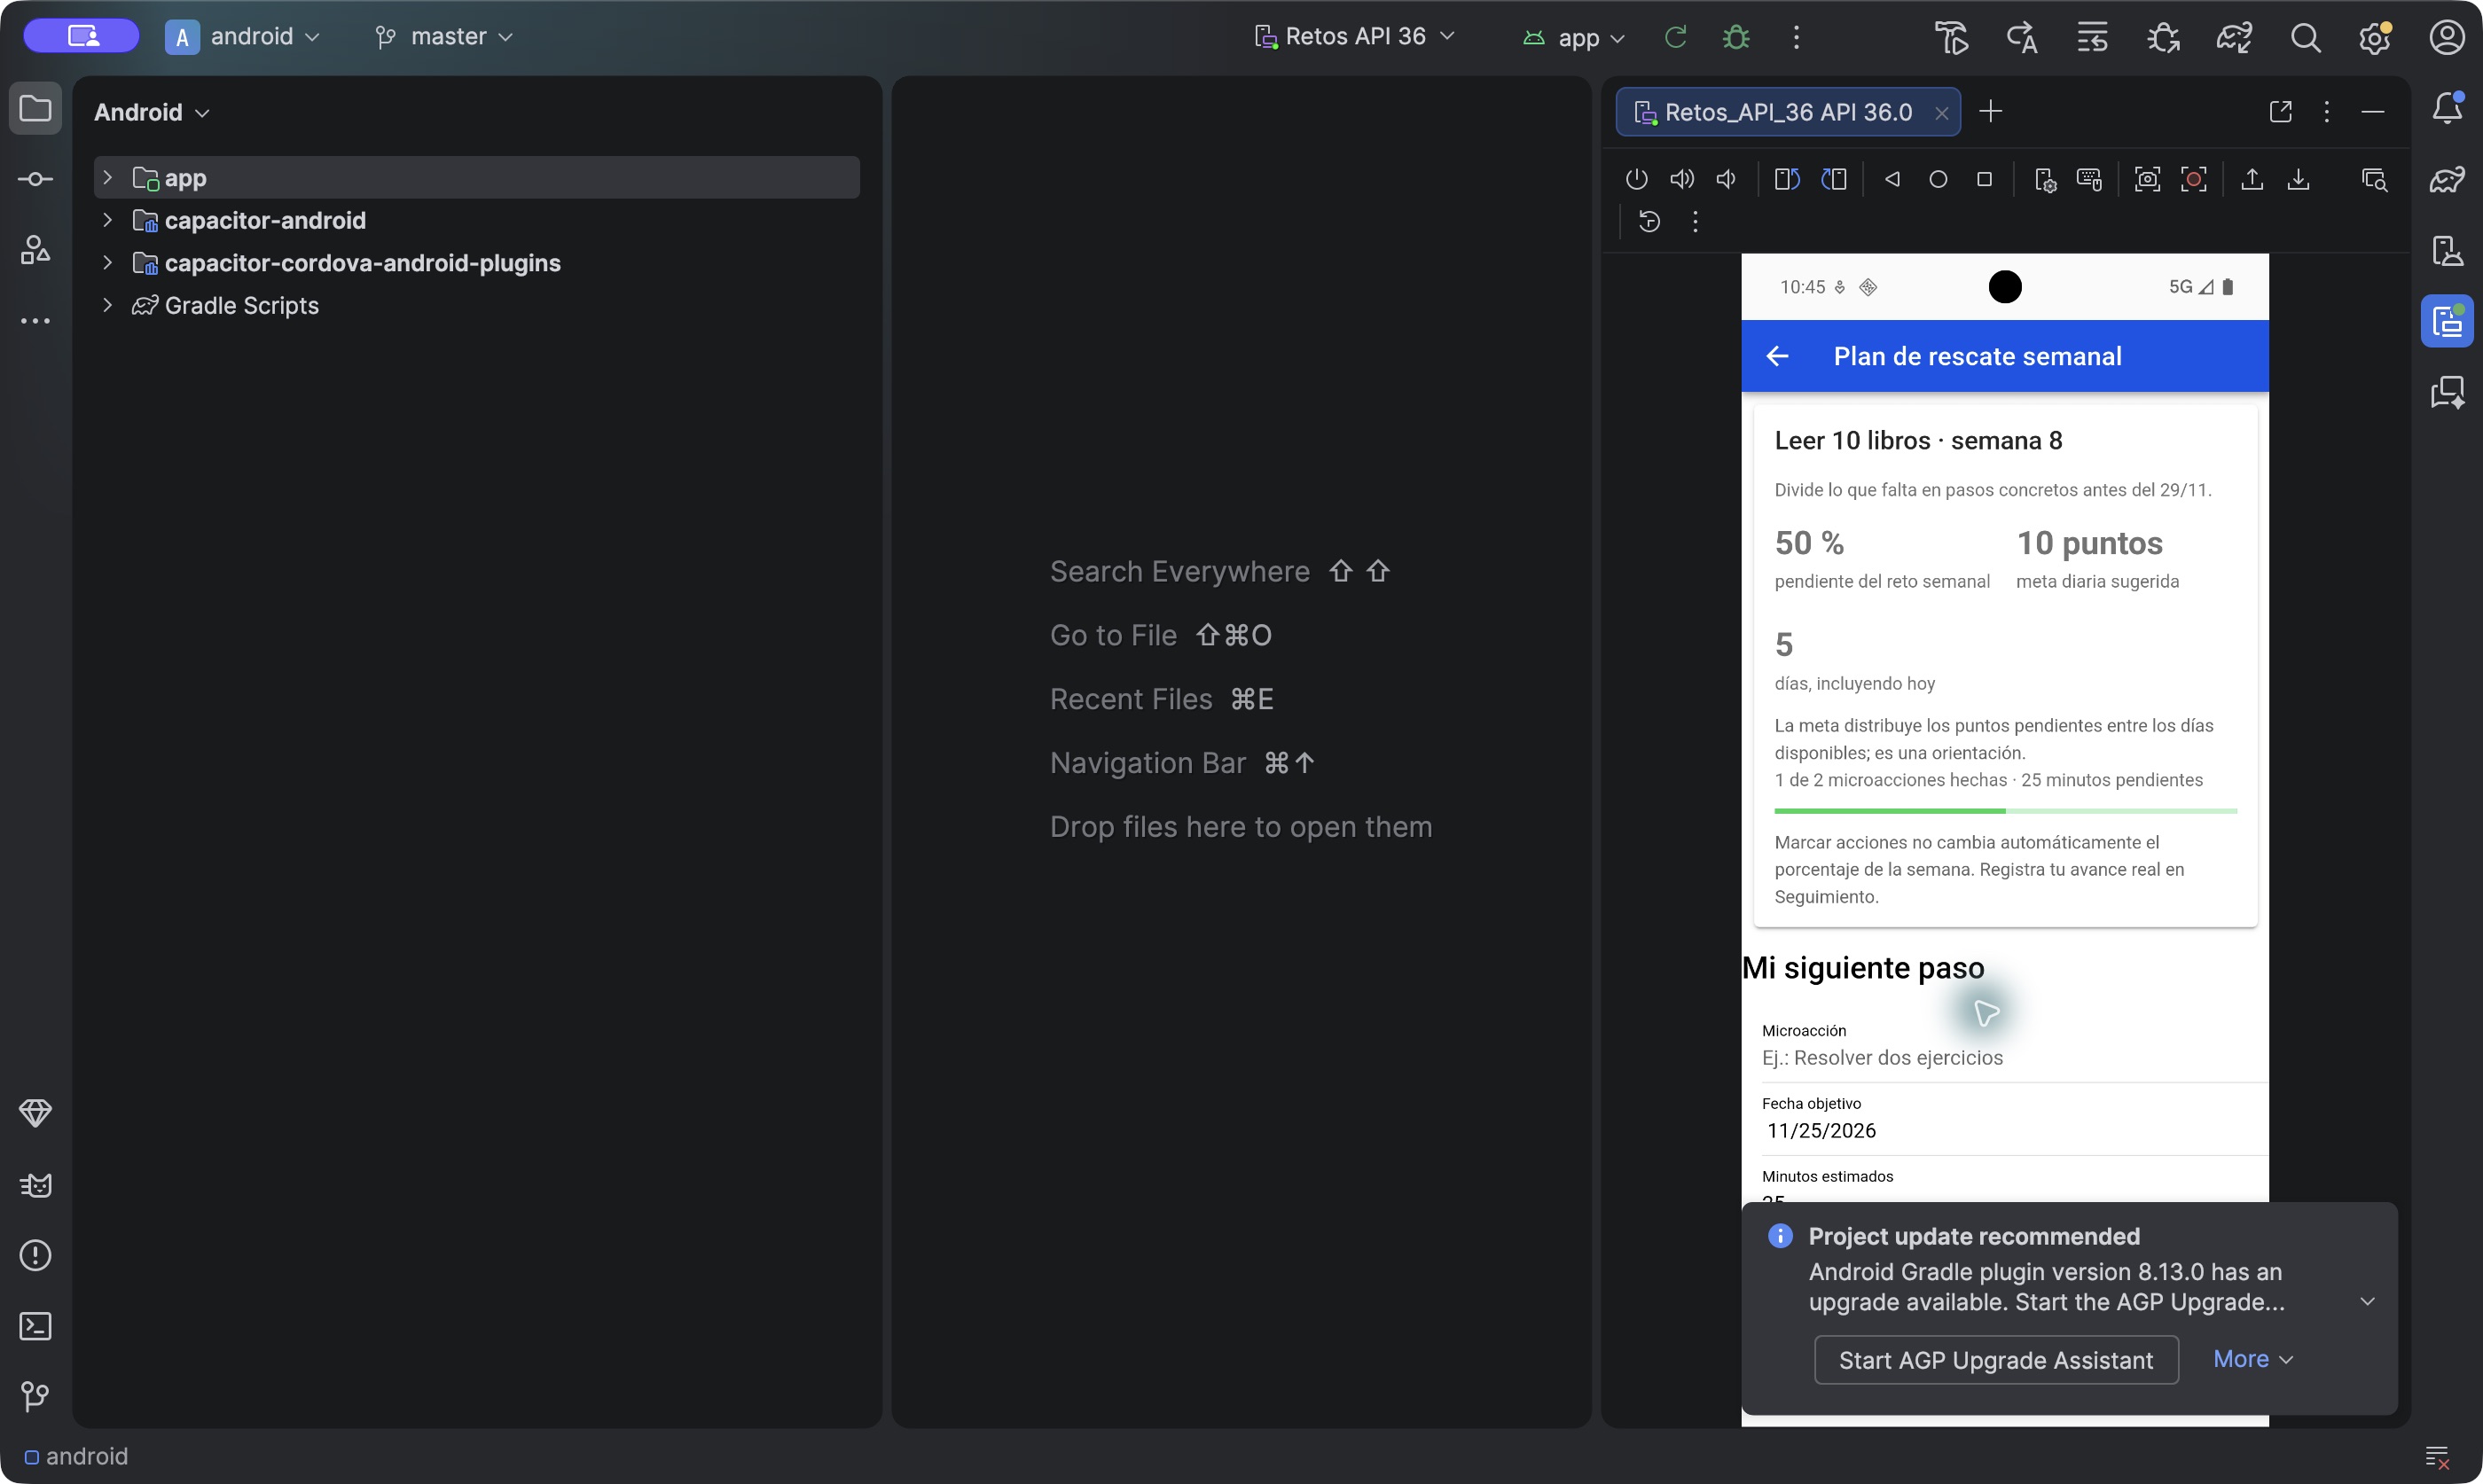 A android
master
Retos API 36
app
Android
app
capacitor-android
capacitor-cordova-android-plugins
Gradle Scripts
Search Everywhere ⇧ ⇧
Go to File ⇧⌘O
Recent Files ⌘E
Navigation Bar ⌘↑
Drop files here to open them
Retos_API_36 API 36.0
10:45
5G
Plan de rescate semanal
Leer 10 libros · semana 8
Divide lo que falta en pasos concretos antes del 29/11.
50 %
pendiente del reto semanal
10 puntos
meta diaria sugerida
5
días, incluyendo hoy
La meta distribuye los puntos pendientes entre los días
disponibles; es una orientación.
1 de 2 microacciones hechas · 25 minutos pendientes
Marcar acciones no cambia automáticamente el
porcentaje de la semana. Registra tu avance real en
Seguimiento.
Mi siguiente paso
Microacción
Ej.: Resolver dos ejercicios
Fecha objetivo
11/25/2026
Minutos estimados
Project update recommended
Android Gradle plugin version 8.13.0 has an
upgrade available. Start the AGP Upgrade...
Start AGP Upgrade Assistant
More
android